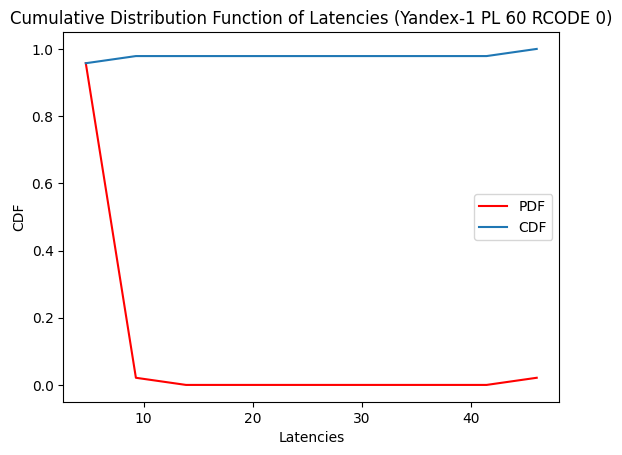 Cumulative Distribution Function of Latencies (Yandex-1 PL 60 RCODE 0)
1.0
0.8
0.6
0.4
0.2
0.0
CDF
PDF
CDF
10
20
30
40
Latencies